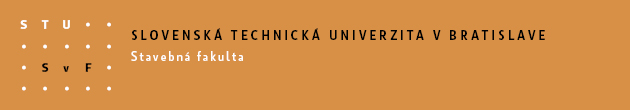 S T U
S v F
SLOVENSKÁ TECHNICKÁ UNIVERZITA V BRATISLAVE
Stavebná fakulta